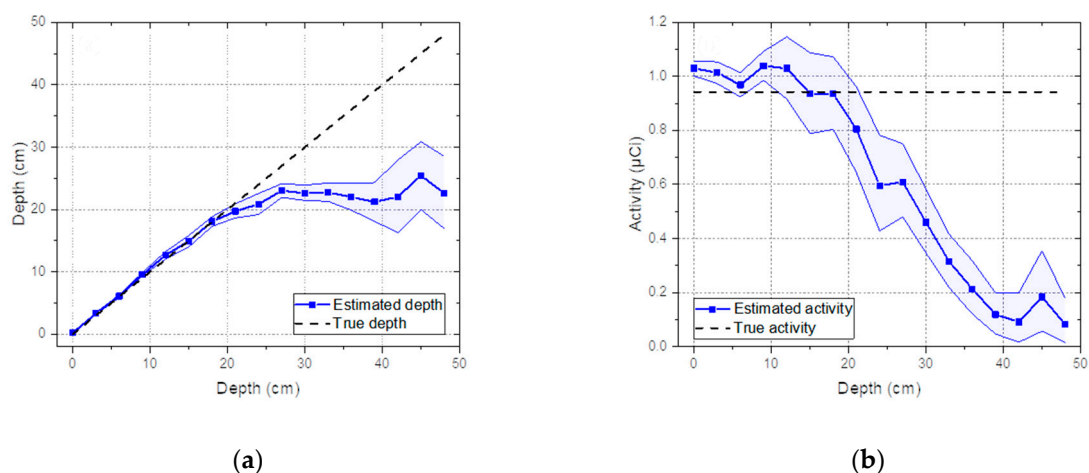 50
40
30
20
10
0
Depth (cm)
Estimated depth
True depth
0 10 20 30 40 50
Depth (cm)
(a)
1.2
1.0
0.8
0.6
0.4
0.2
0.0
Activity (µCi)
Estimated activity
True activity
0 10 20 30 40 50
Depth (cm)
(b)